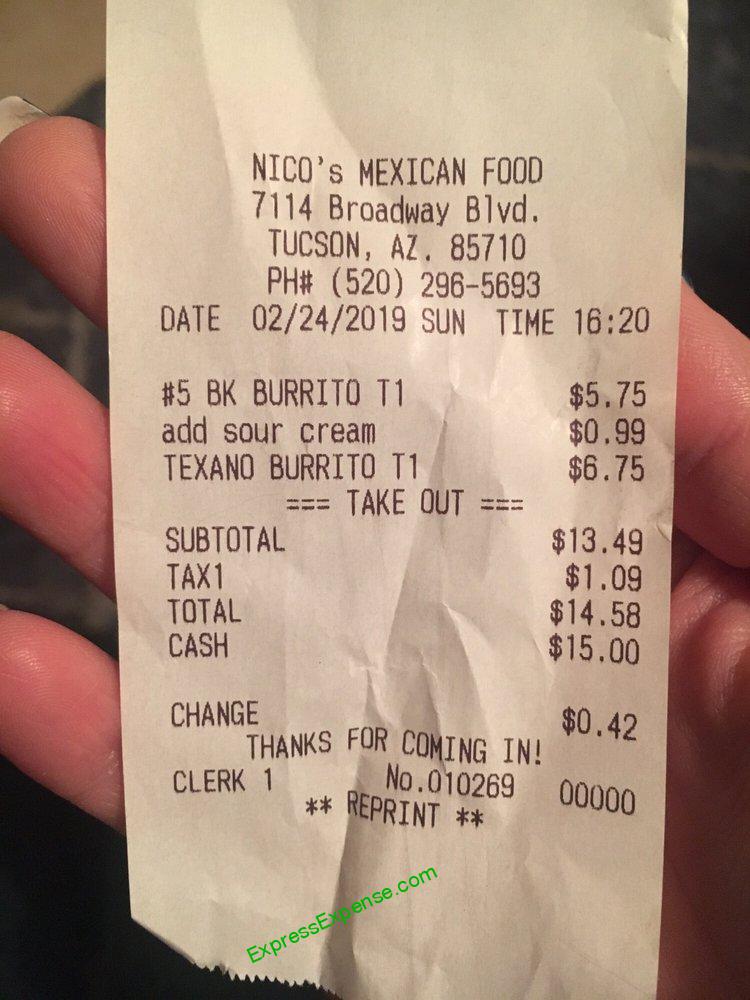 NICO's MEXICAN FOOD
7114 Broadway Blvd.
TUCSON, AZ. 85710
PH# (520) 296-5693
DATE 02/24/2019 SUN TIME 16:20
#5 BK BURRITO T1 $5.75
add sour cream $0.99
TEXANO BURRITO T1 $6.75
=== TAKE OUT ===
SUBTOTAL $13.49
TAX1 $1.09
TOTAL $14.58
CASH $15.00
CHANGE $0.42
THANKS FOR COMING IN!
CLERK 1 No.010269 00000
** REPRINT **
ExpressExpense.com